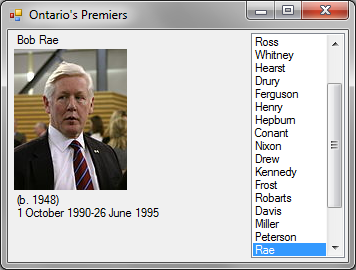 Ontario's Premiers
Bob Rae
(b. 1948)
1 October 1990-26 June 1995
Ross
Whitney
Hearst
Drury
Ferguson
Henry
Hepburn
Conant
Nixon
Drew
Kennedy
Frost
Robarts
Davis
Miller
Peterson
Rae